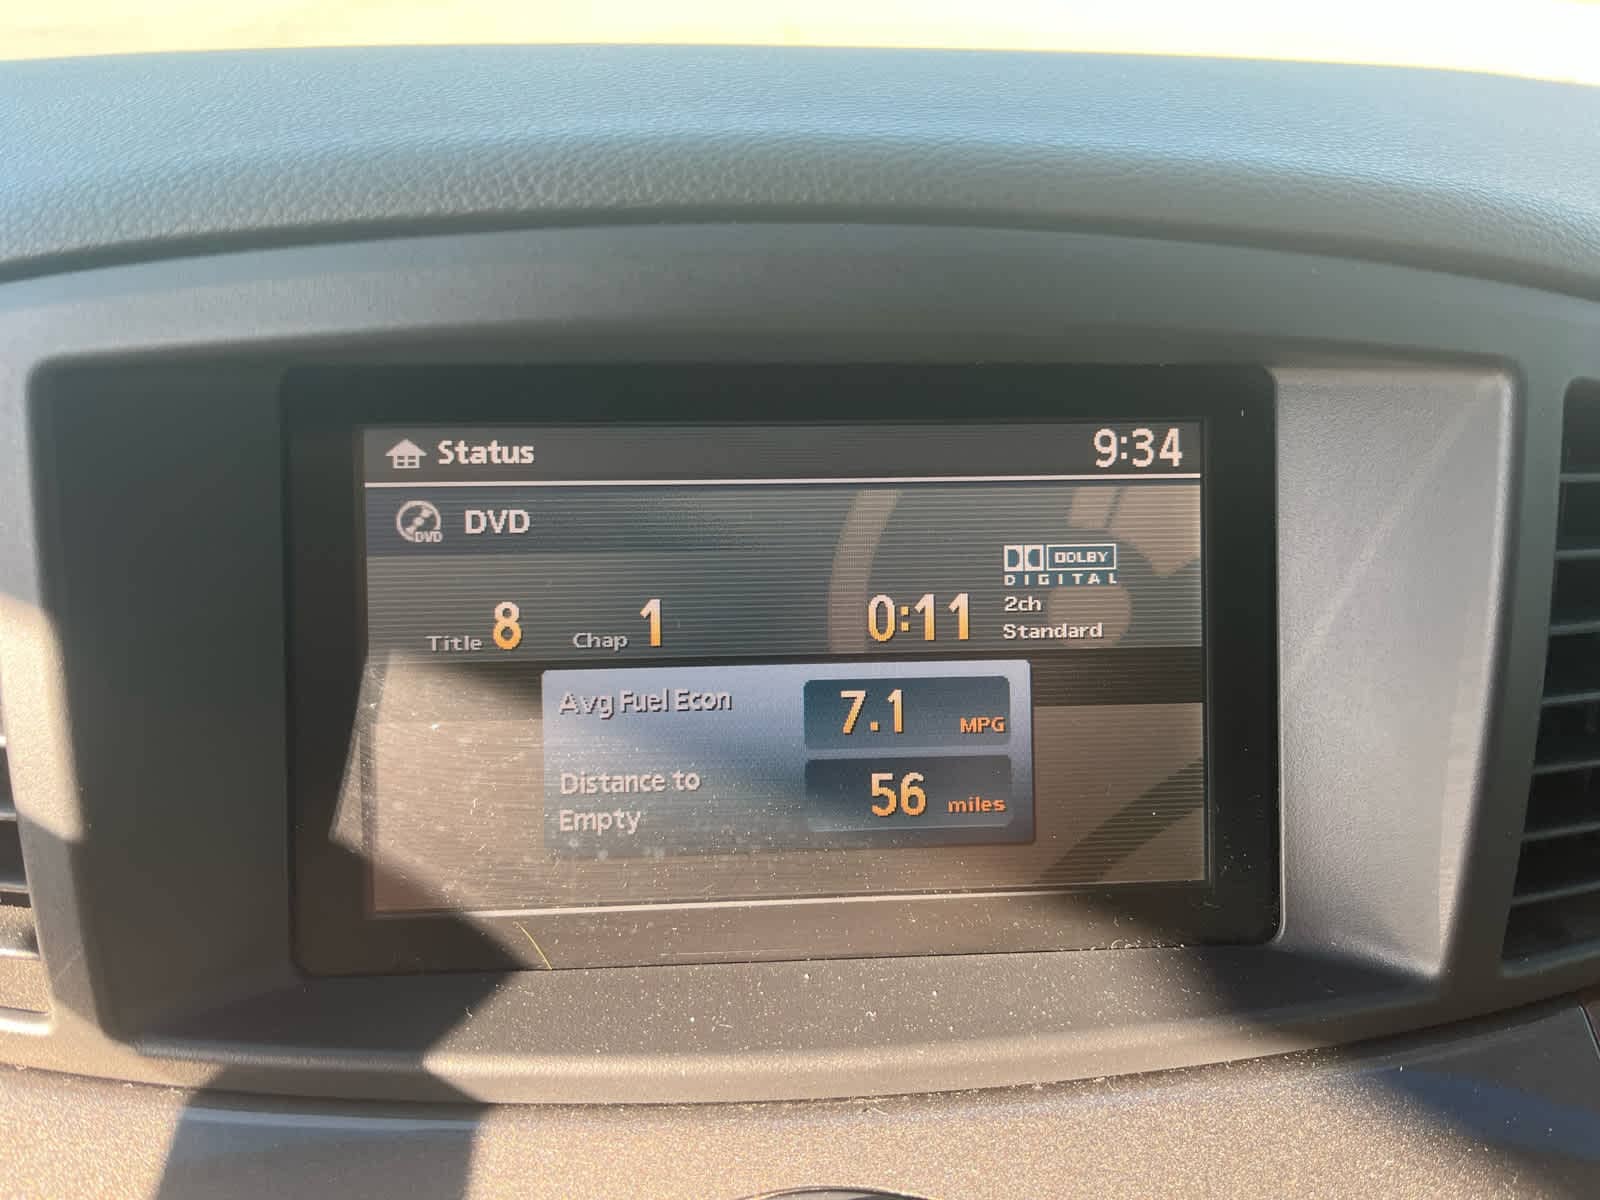 Status 9:34
DVD DVD
DOLBY
DIGITAL
Title 8 Chap 1 0:11 2ch
Standard
Avg Fuel Econ 7.1 MPG
Distance to 56 miles
Empty